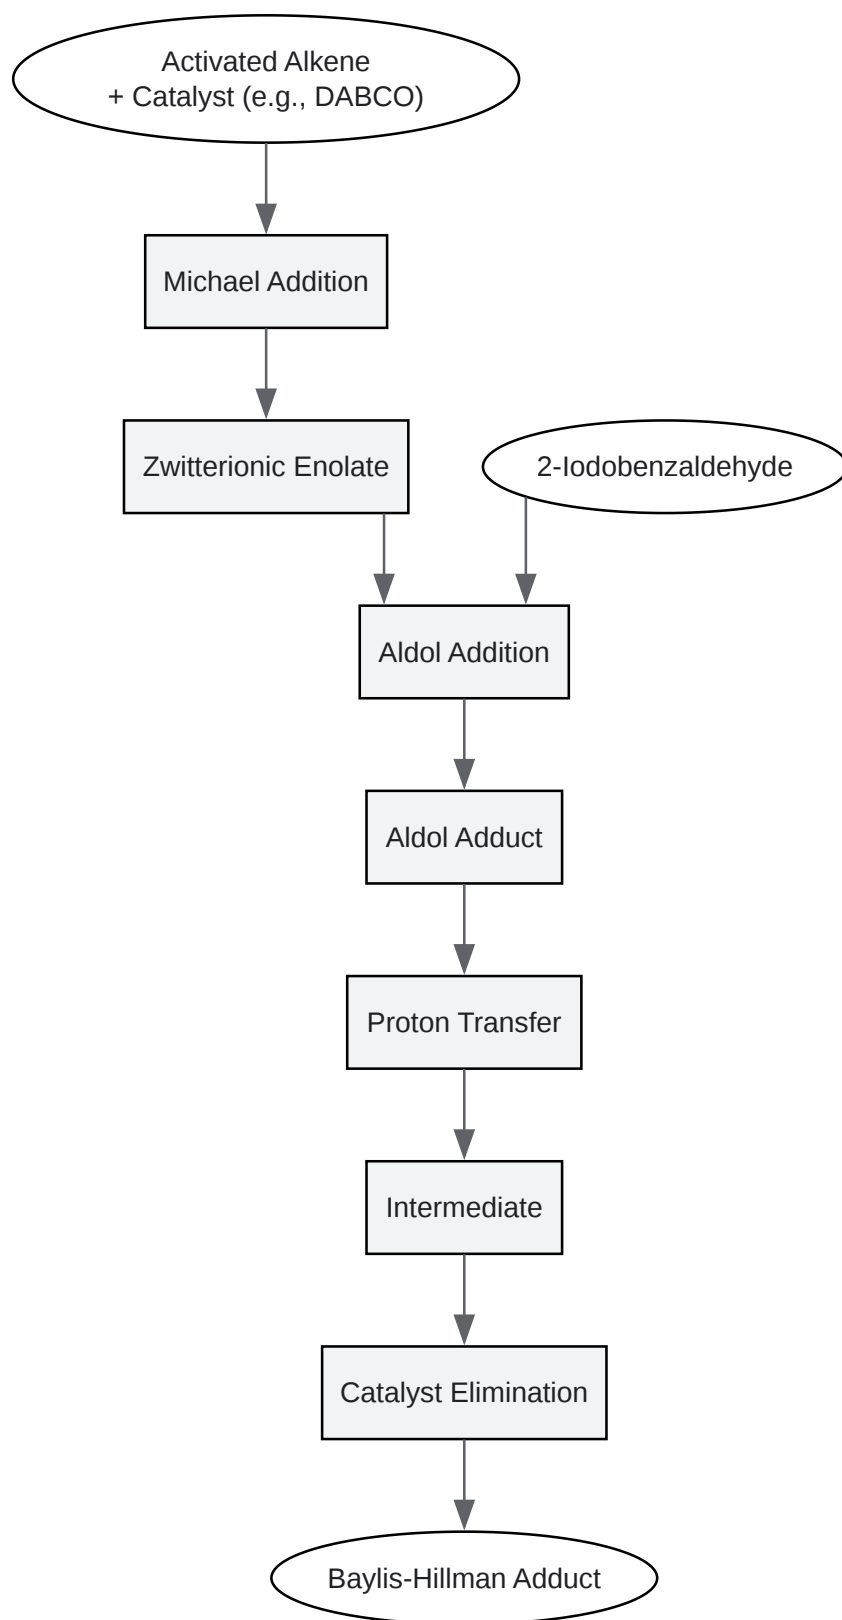 Activated Alkene
+ Catalyst (e.g., DABCO)
Michael Addition
Zwitterionic Enolate
2-Iodobenzaldehyde
Aldol Addition
Aldol Adduct
Proton Transfer
Intermediate
Catalyst Elimination
Baylis-Hillman Adduct